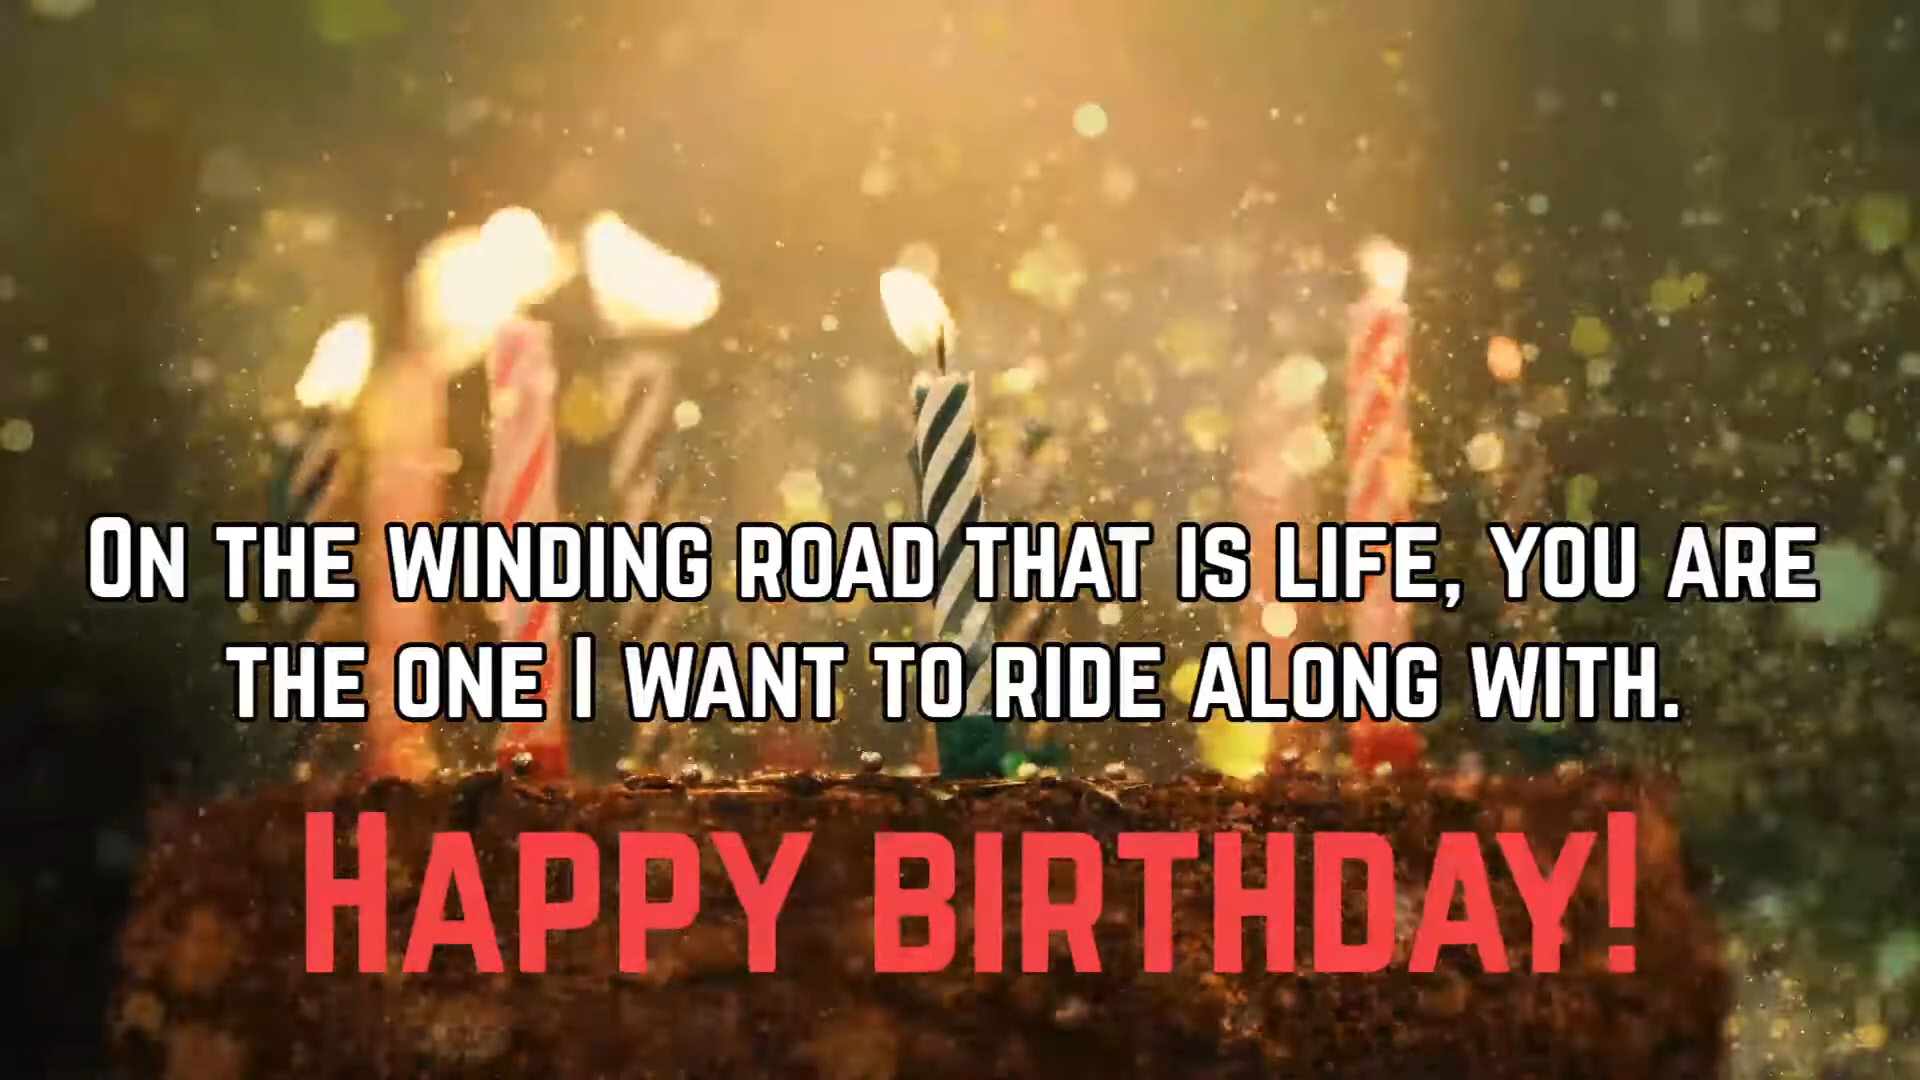 On the winding road that is life, you are
the one I want to ride along with.
Happy birthday!